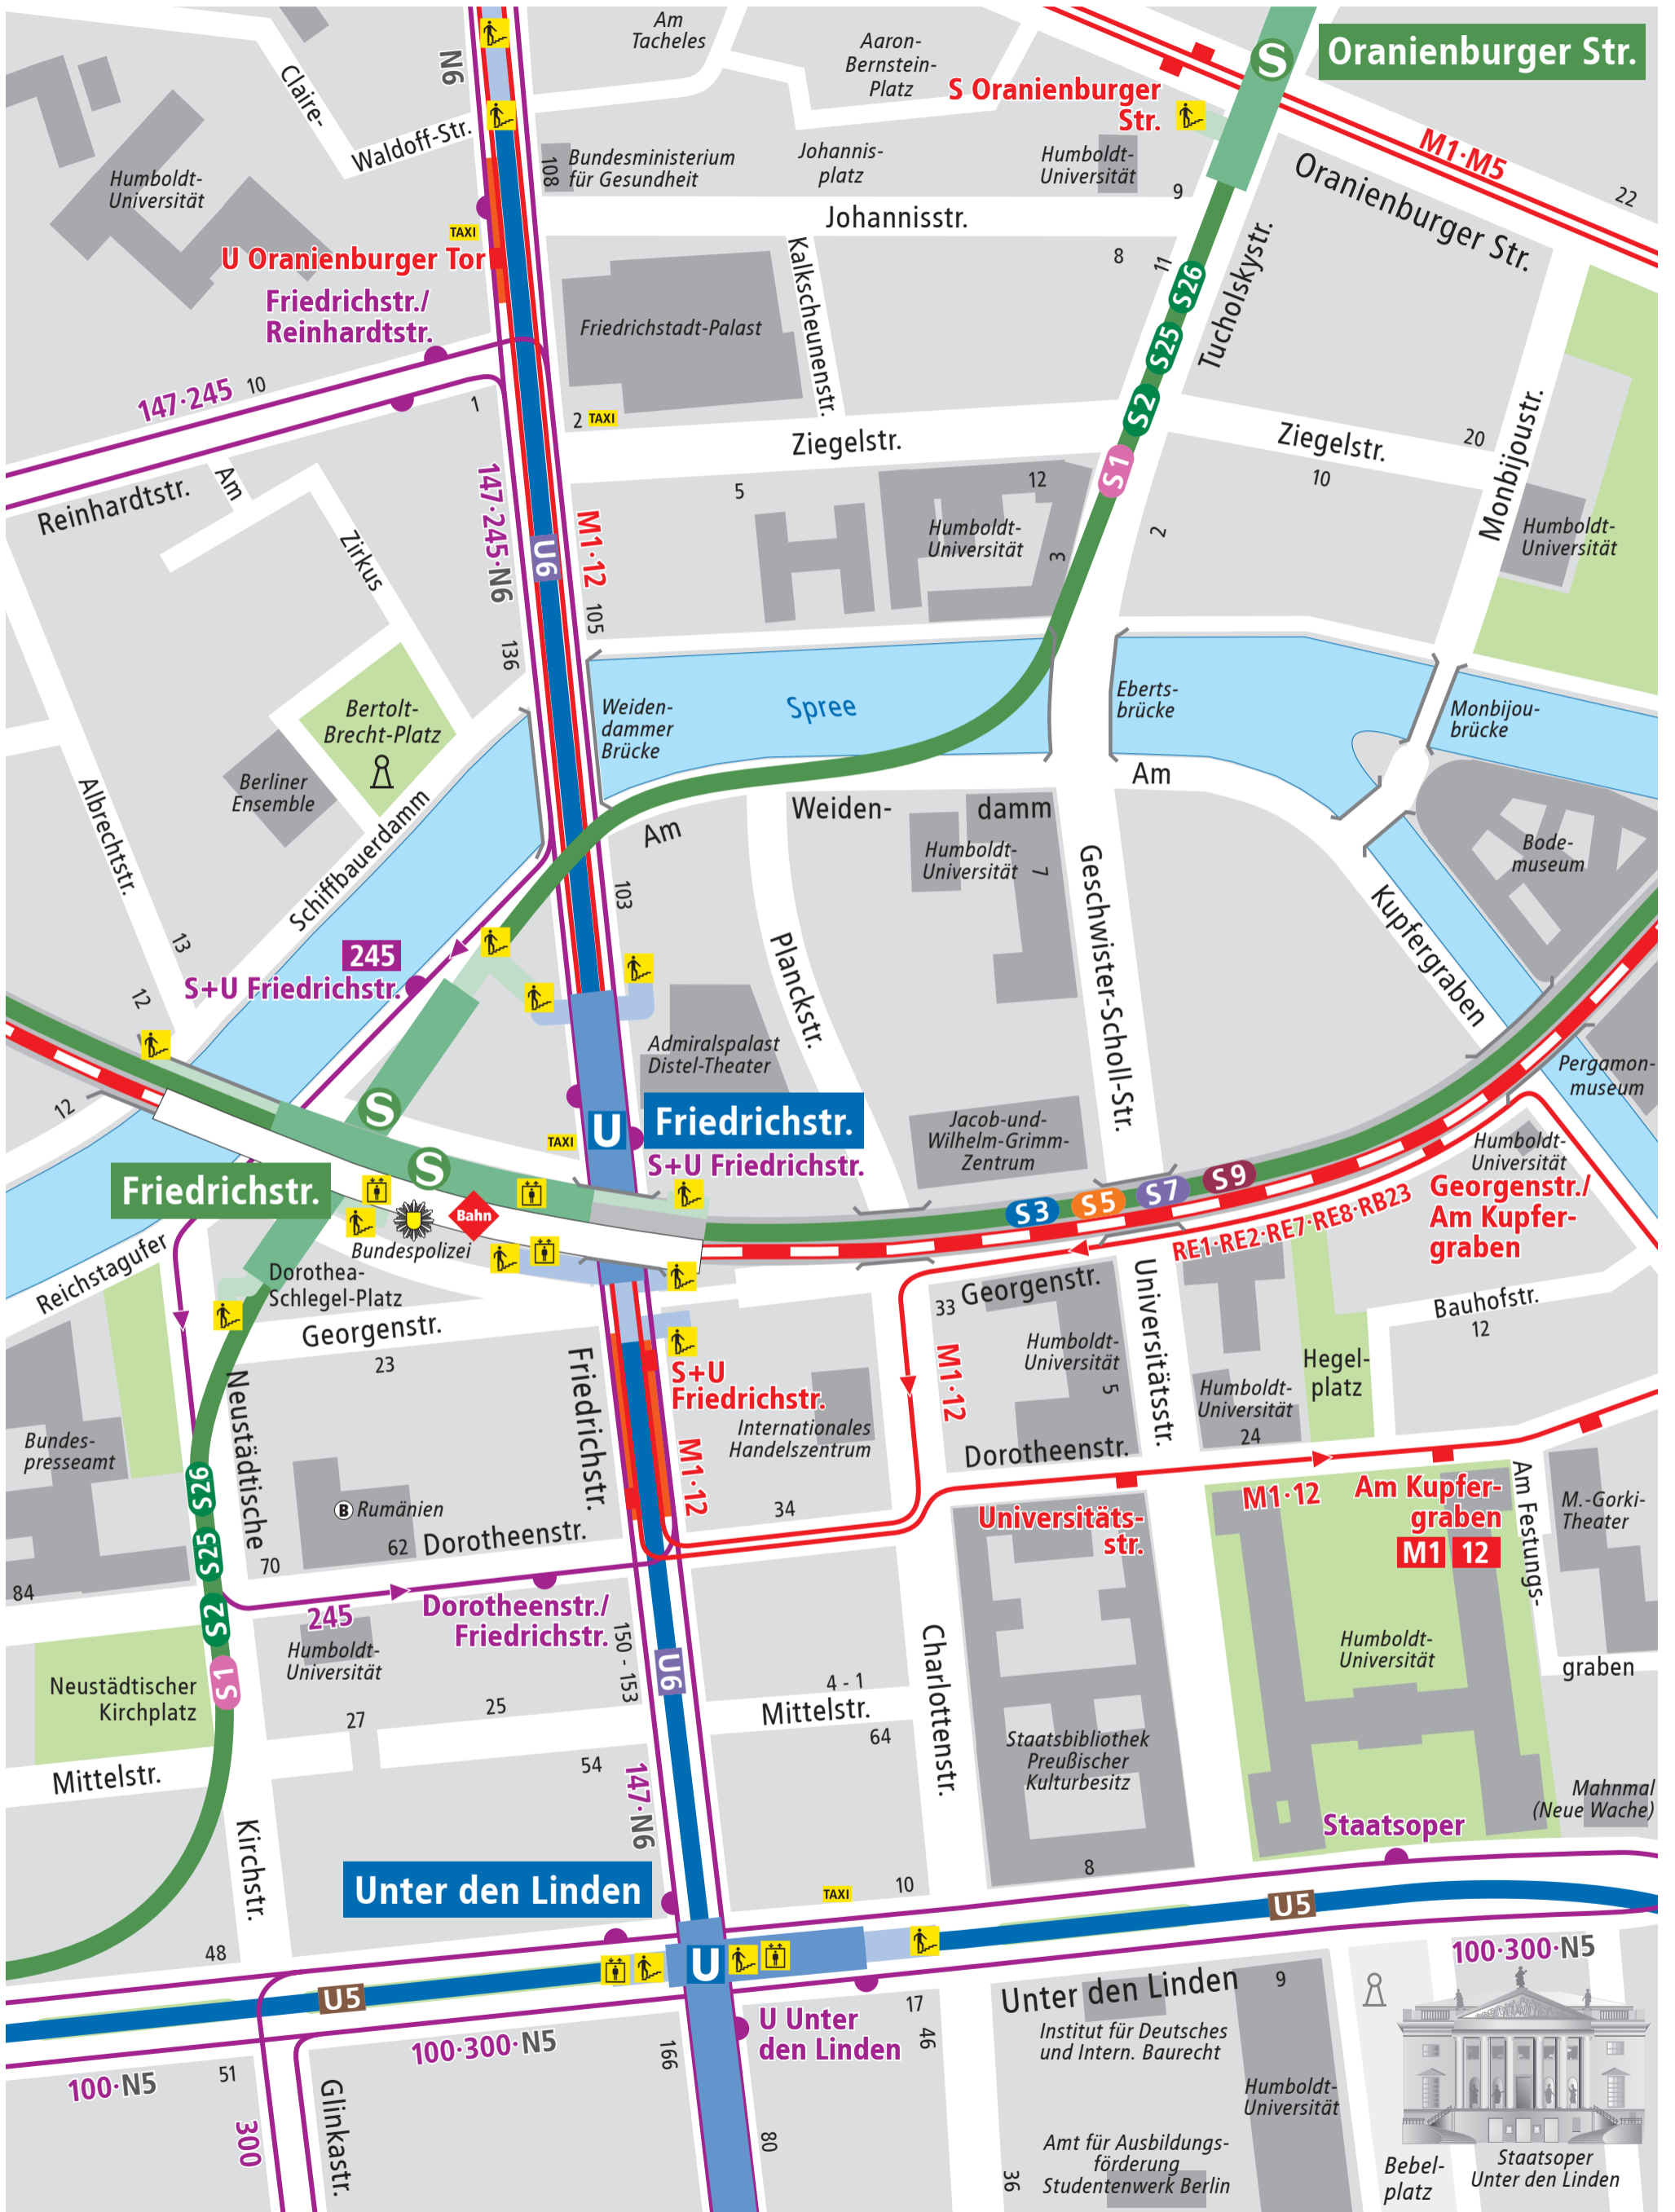 N6
Claire-
Waldoff-Str.
Am
Tacheles
Aaron-
Bernstein-
Platz
S Oranienburger
Str.
S
Oranienburger Str.
M1·M5
Oranienburger Str.
22
Humboldt-
Universität
108
Bundesministerium
für Gesundheit
Johannis-
platz
Humboldt-
Universität
9
Johannisstr.
TAXI
U Oranienburger Tor
Friedrichstr./
Reinhardtstr.
Friedrichstadt-Palast
Kalkscheunenstr.
8
11
S26
S25
S2
S1
Tucholskystr.
147·245
10
1
2
TAXI
Ziegelstr.
Ziegelstr.
20
10
Monbijoustr.
Reinhardtstr.
Am
Zirkus
147·245·N6
U6
M1·12
105
136
5
12
Humboldt-
Universität
3
2
Humboldt-
Universität
Bertolt-
Brecht-Platz
Berliner
Ensemble
Weiden-
dammer
Brücke
Spree
Eberts-
brücke
Monbijou-
brücke
Albrechtstr.
Schiffbauerdamm
13
12
12
Am
Weiden-
damm
Am
Humboldt-
Universität
7
Bode-
museum
Kupfergraben
103
245
S+U Friedrichstr.
Planckstr.
Geschwister-Scholl-Str.
Admiralspalast
Distel-Theater
Pergamon-
museum
S
S
TAXI
U
Friedrichstr.
S+U Friedrichstr.
Jacob-und-
Wilhelm-Grimm-
Zentrum
Friedrichstr.
Bahn
Bundespolizei
S3
S5
S7
S9
RE1·RE2·RE7·RE8·RB23
Humboldt-
Universität
Georgenstr./
Am Kupfer-
graben
Reichstagufer
Dorothea-
Schlegel-Platz
Georgenstr.
23
33
Georgenstr.
Humboldt-
Universität
5
Universitätsstr.
Bauhofstr.
12
Hegel-
platz
Humboldt-
Universität
24
Neustädtische
Friedrichstr.
S+U
Friedrichstr.
Internationales
Handelszentrum
M1·12
M1·12
34
Dorotheenstr.
Bundes-
presseamt
S26
S25
S2
S1
B
Rumänien
62
Dorotheenstr.
70
84
245
Dorotheenstr./
Friedrichstr.
Universitäts-
str.
M1·12
Am Kupfer-
graben
M1
12
Am Festungs-
graben
M.-Gorki-
Theater
Humboldt-
Universität
150 - 153
U6
Humboldt-
Universität
Neustädtischer
Kirchplatz
27
25
4 - 1
Mittelstr.
64
Charlottenstr.
Staatsbibliothek
Preußischer
Kulturbesitz
Mittelstr.
54
147·N6
Mahnmal
(Neue Wache)
Staatsoper
Kirchstr.
48
Unter den Linden
TAXI
10
8
U5
U5
U
100·300·N5
Unter den Linden
9
17
46
U Unter
den Linden
Institut für Deutsches
und Intern. Baurecht
100·300·N5
100·N5
51
300
Glinkastr.
166
80
Humboldt-
Universität
Amt für Ausbildungs-
förderung
Studentenwerk Berlin
36
Bebel-
platz
Staatsoper
Unter den Linden